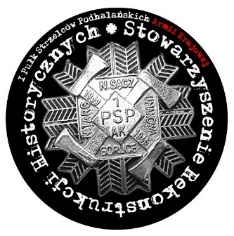 I Pułk Strzelców Podhalańskich Armii Krajowej
Stowarzyszenie Rekonstrukcji Historycznych
N.SĄCZ
1
PSP
AK
GORLICE